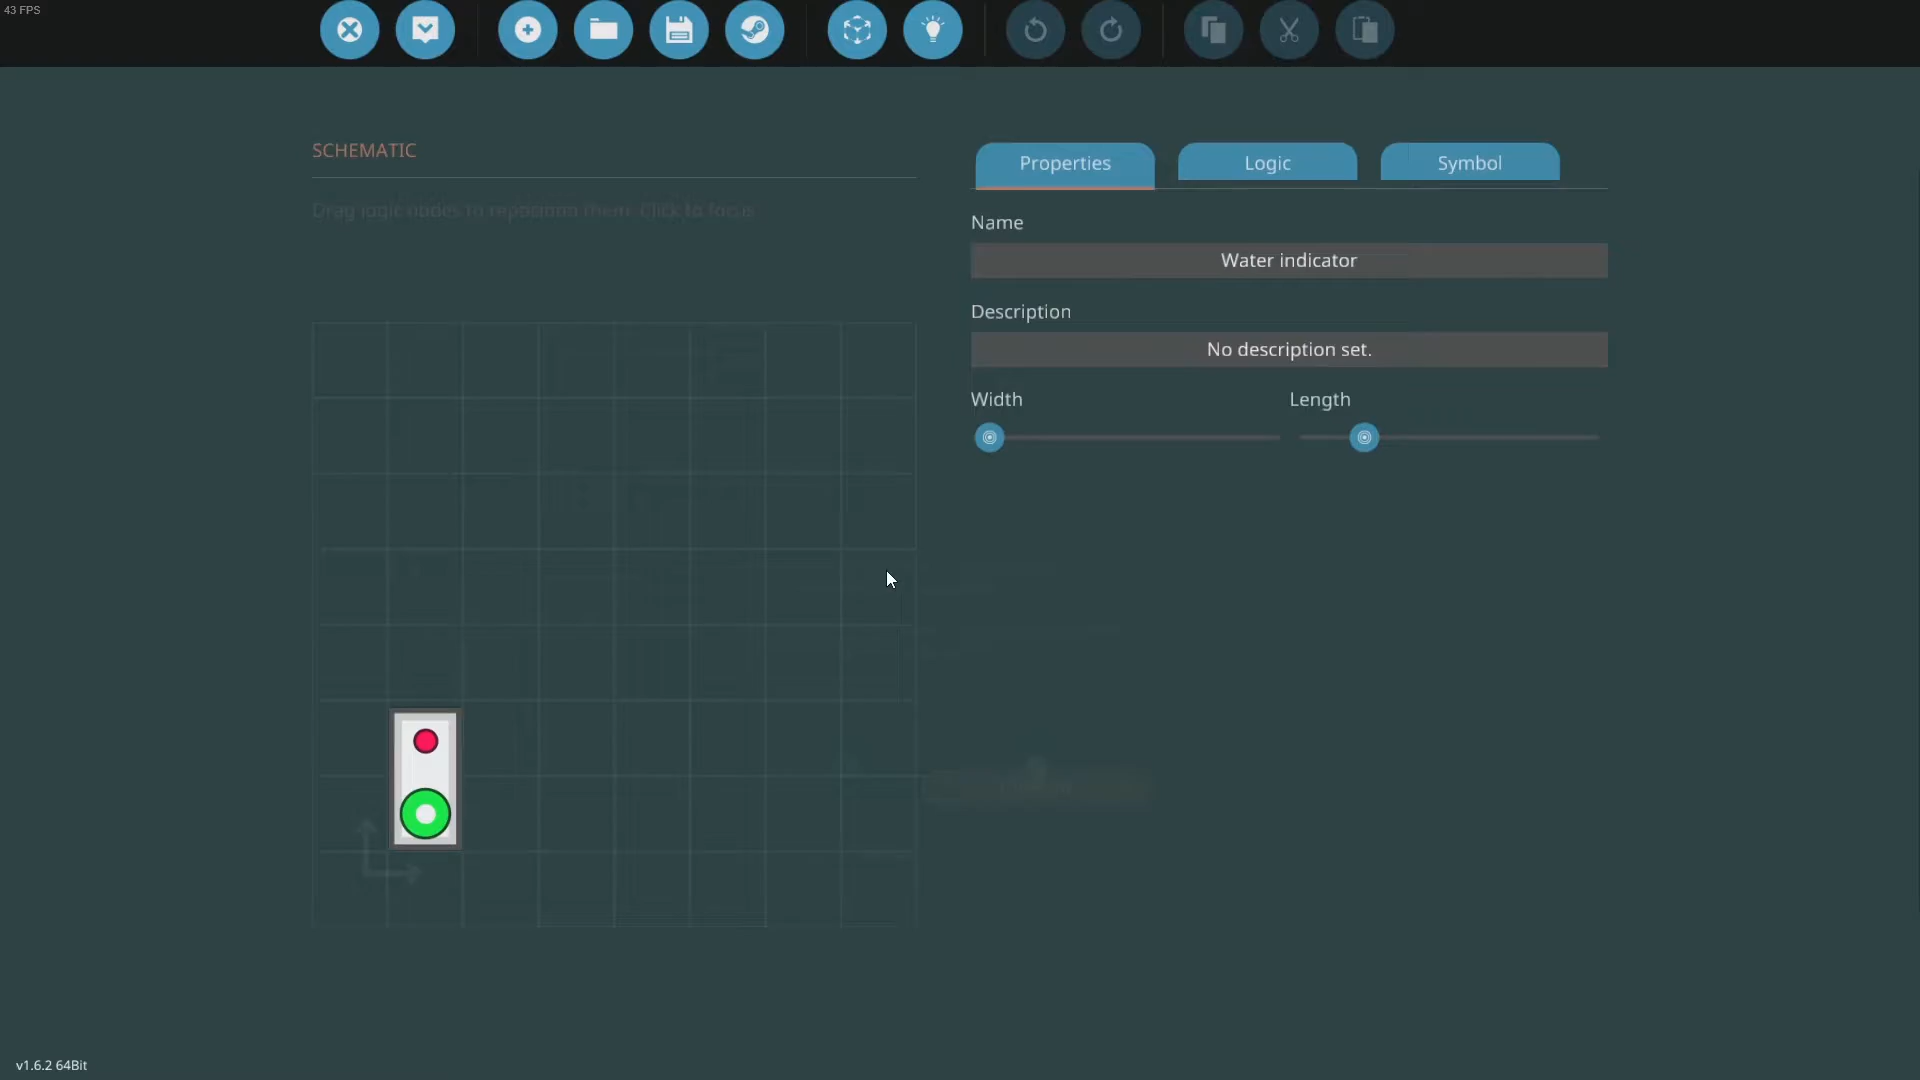 43 FPS
SCHEMATIC
Drag logic nodes to reposition them. Click to focus
Properties
Logic
Symbol
Name
Water indicator
Description
No description set.
Width
Length
v1.6.2 64Bit